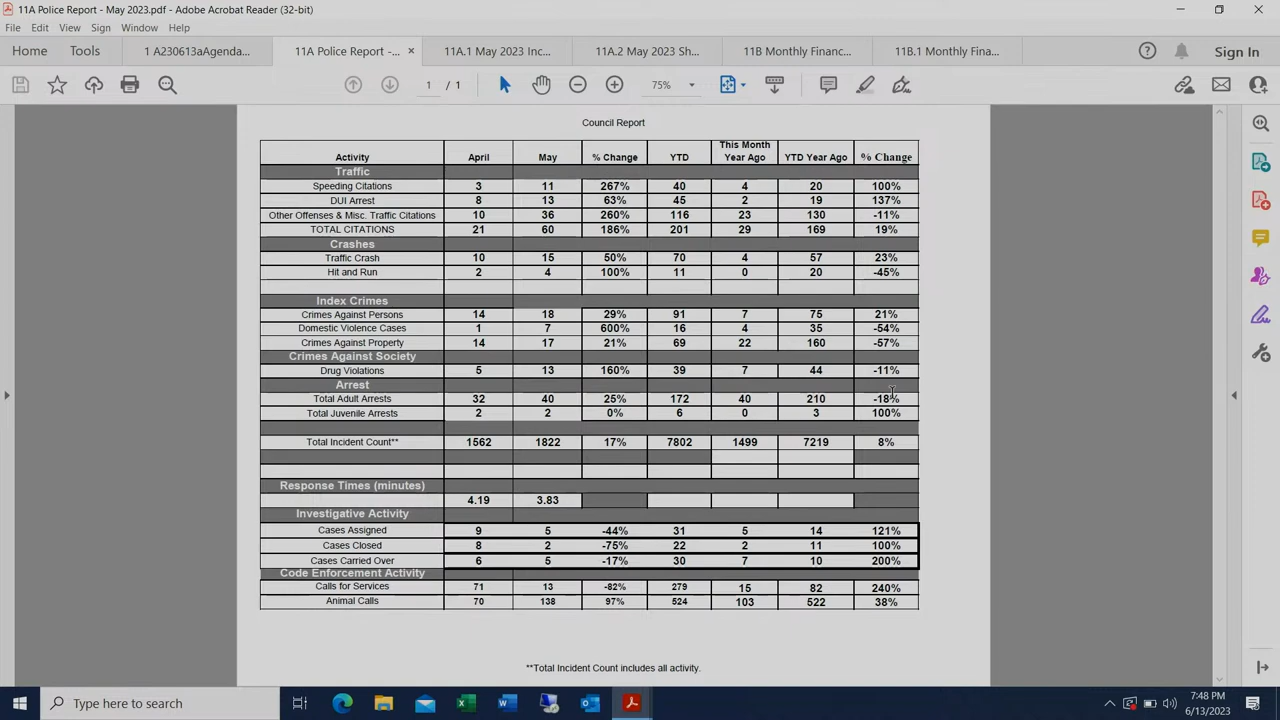 11A Police Report - May 2023.pdf - Adobe Acrobat Reader (32-bit)
File Edit View Sign Window Help
Home Tools 1 A230613aAgenda... 11A Police Report -... × 11A.1 May 2023 Inc... 11A.2 May 2023 Sh... 11B Monthly Financ... 11B.1 Monthly Fina... Sign In
1 / 1 75%
Council Report
Activity April May % Change YTD This Month Year Ago YTD Year Ago % Change
Traffic
Speeding Citations 3 11 267% 40 4 20 100%
DUI Arrest 8 13 63% 45 2 19 137%
Other Offenses & Misc. Traffic Citations 10 36 260% 116 23 130 -11%
TOTAL CITATIONS 21 60 186% 201 29 169 19%
Crashes
Traffic Crash 10 15 50% 70 4 57 23%
Hit and Run 2 4 100% 11 0 20 -45%
Index Crimes
Crimes Against Persons 14 18 29% 91 7 75 21%
Domestic Violence Cases 1 7 600% 16 4 35 -54%
Crimes Against Property 14 17 21% 69 22 160 -57%
Crimes Against Society
Drug Violations 5 13 160% 39 7 44 -11%
Arrest
Total Adult Arrests 32 40 25% 172 40 210 -18%
Total Juvenile Arrests 2 2 0% 6 0 3 100%
Total Incident Count** 1562 1822 17% 7802 1499 7219 8%
Response Times (minutes)
4.19 3.83
Investigative Activity
Cases Assigned 9 5 -44% 31 5 14 121%
Cases Closed 8 2 -75% 22 2 11 100%
Cases Carried Over 6 5 -17% 30 7 10 200%
Code Enforcement Activity
Calls for Services 71 13 -82% 279 15 82 240%
Animal Calls 70 138 97% 524 103 522 38%
**Total Incident Count includes all activity.
Type here to search
7:48 PM
6/13/2023